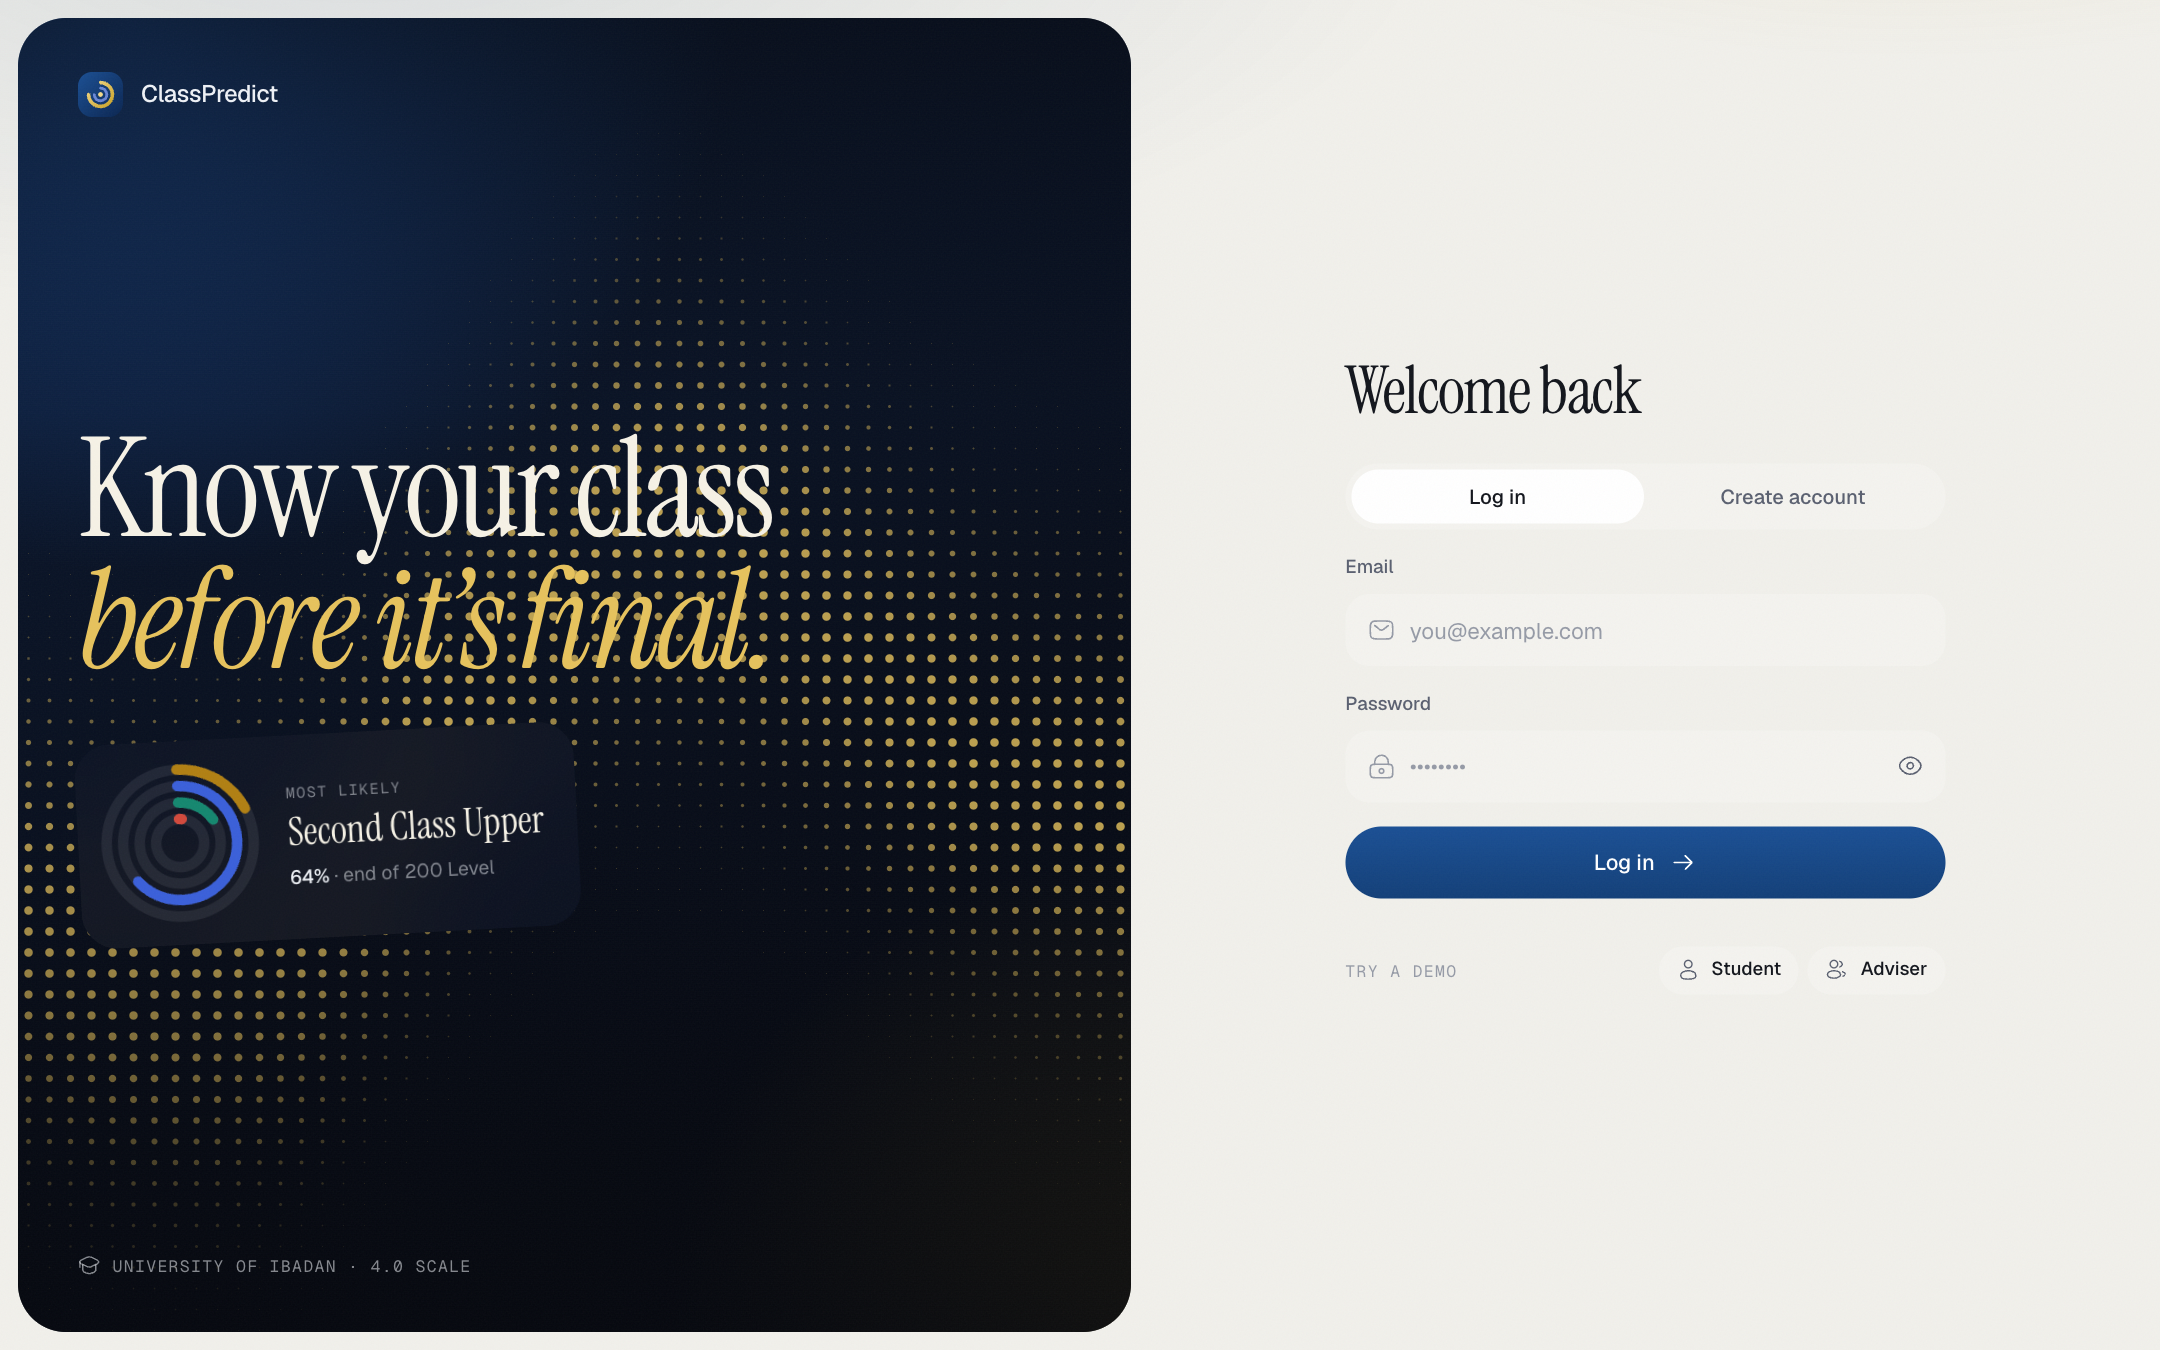 ClassPredict
Know your class
before it’s final.
MOST LIKELY
Second Class Upper
64% · end of 200 Level
UNIVERSITY OF IBADAN · 4.0 SCALE
Welcome back
Log in
Create account
Email
you@example.com
Password
••••••••
Log in →
TRY A DEMO
Student
Adviser